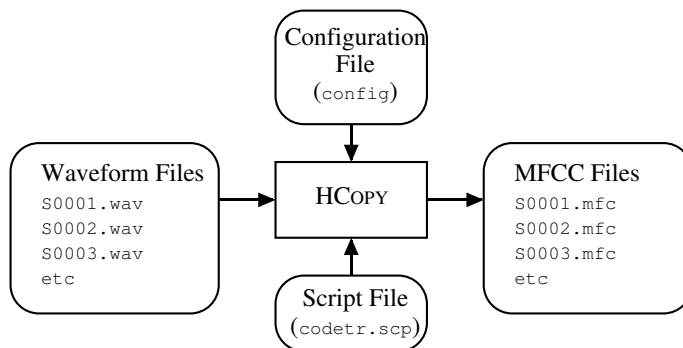 Configuration
File
(config)
Waveform Files
S0001.wav
S0002.wav
S0003.wav
etc
HCOPY
MFCC Files
S0001.mfc
S0002.mfc
S0003.mfc
etc
Script File
(codetr.scp)